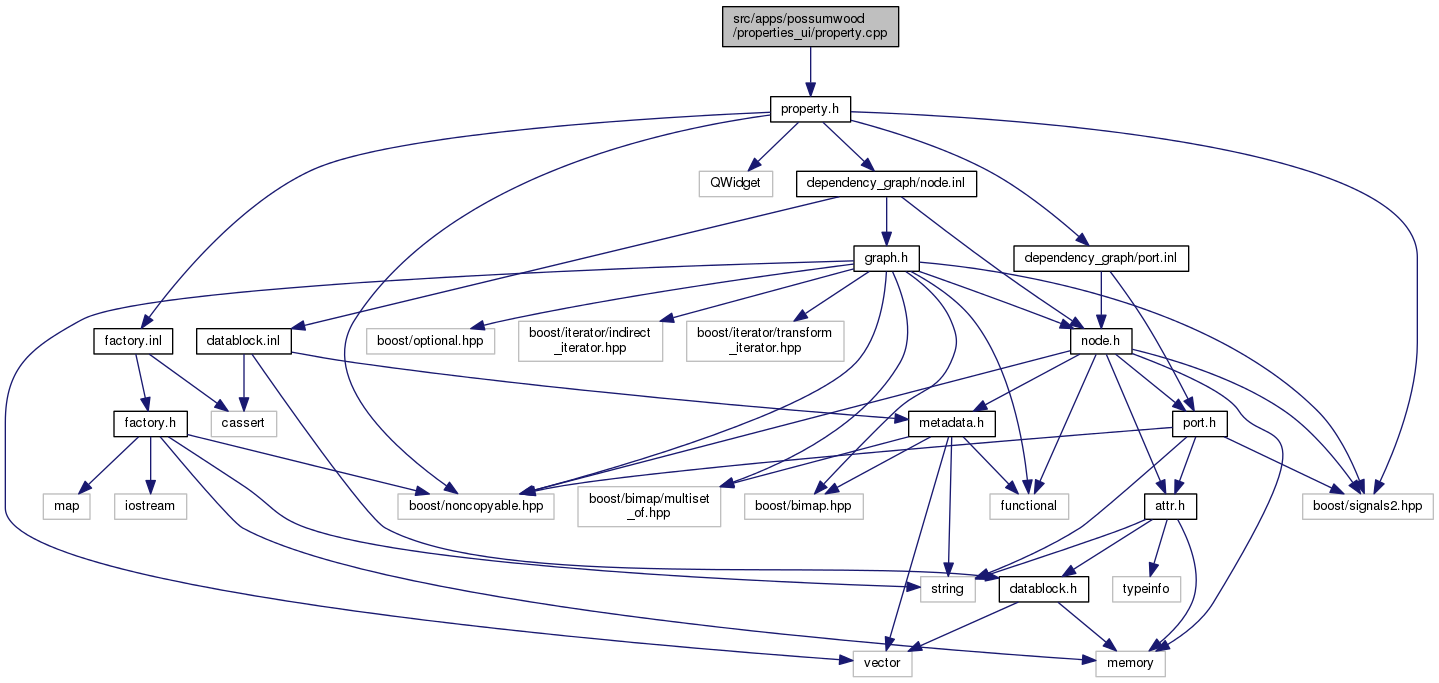 src/apps/possumwood
/properties_ui/property.cpp
property.h
QWidget
dependency_graph/node.inl
graph.h
dependency_graph/port.inl
factory.inl
datablock.inl
boost/optional.hpp
boost/iterator/indirect
_iterator.hpp
boost/iterator/transform
_iterator.hpp
node.h
factory.h
cassert
metadata.h
port.h
map
iostream
boost/noncopyable.hpp
boost/bimap/multiset
_of.hpp
boost/bimap.hpp
functional
attr.h
boost/signals2.hpp
string
datablock.h
typeinfo
vector
memory